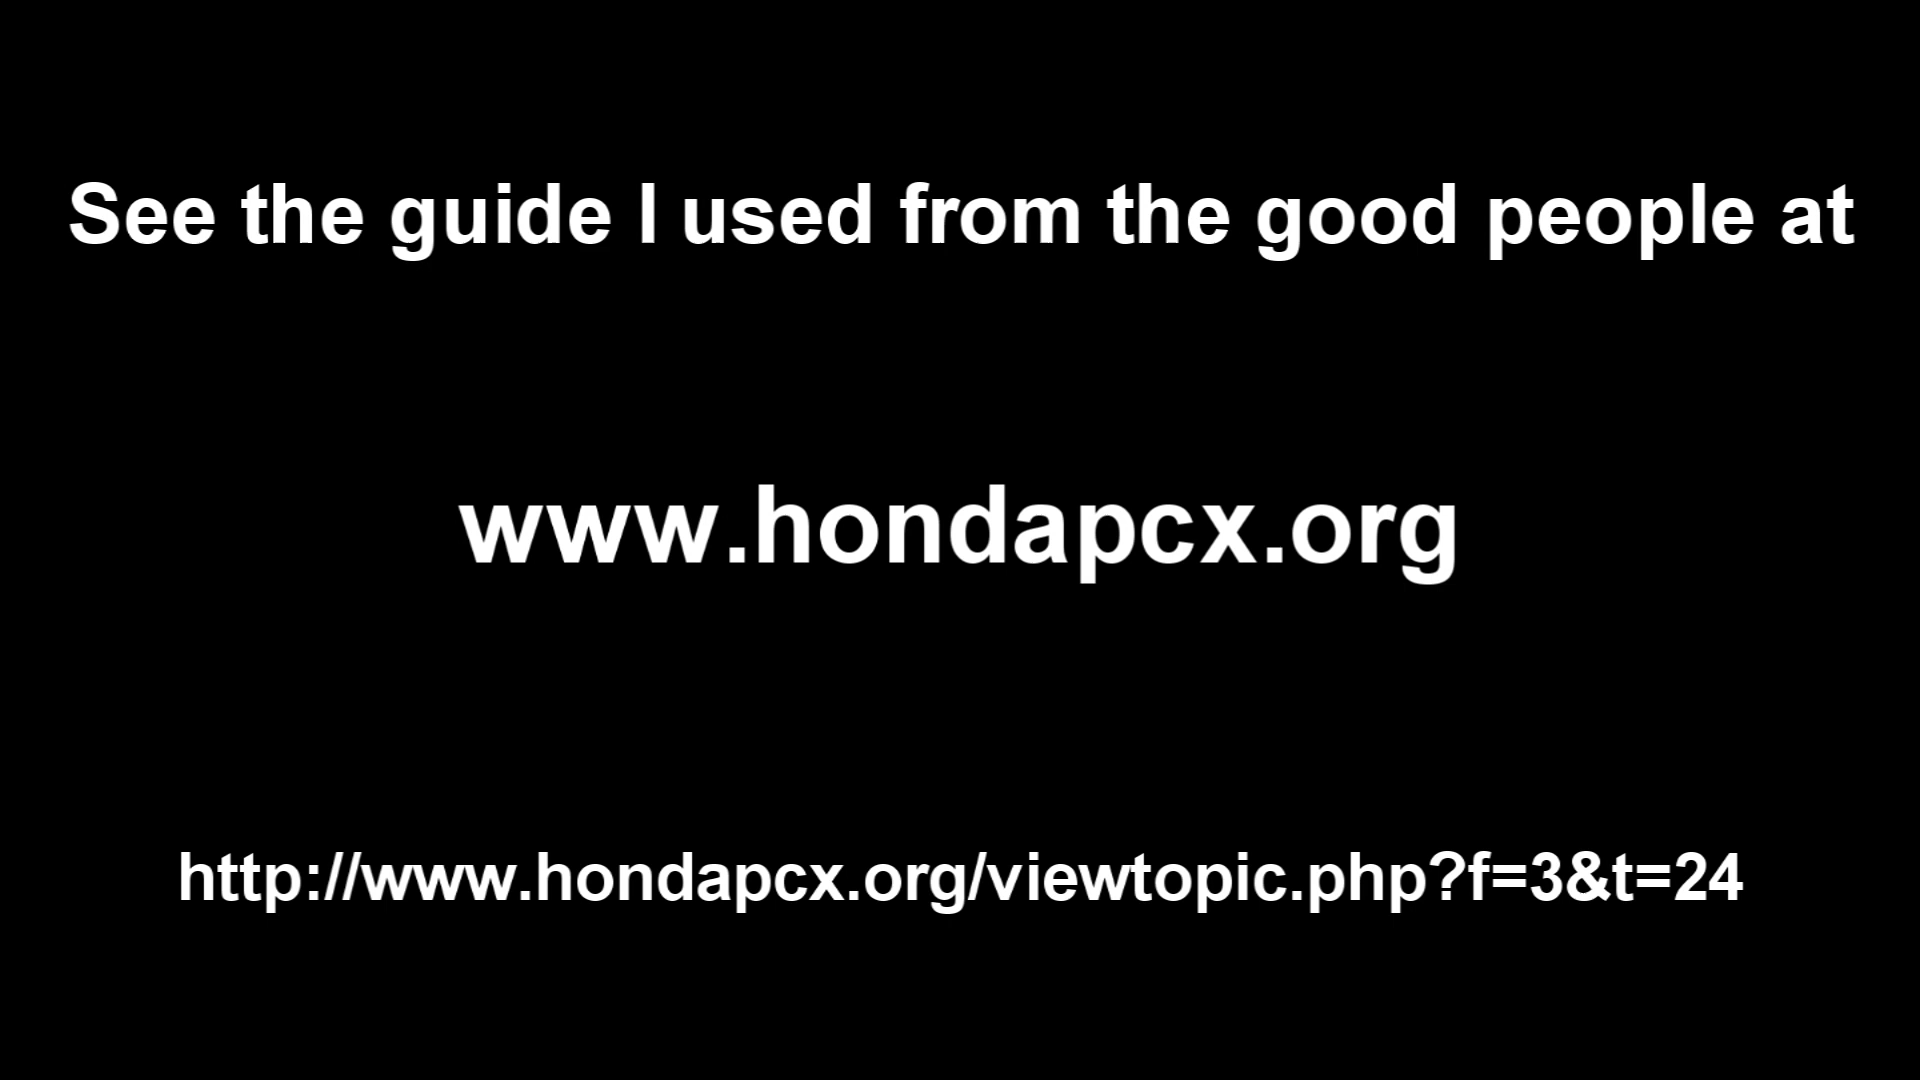 See the guide I used from the good people at
www.hondapcx.org
http://www.hondapcx.org/viewtopic.php?f=3&t=24